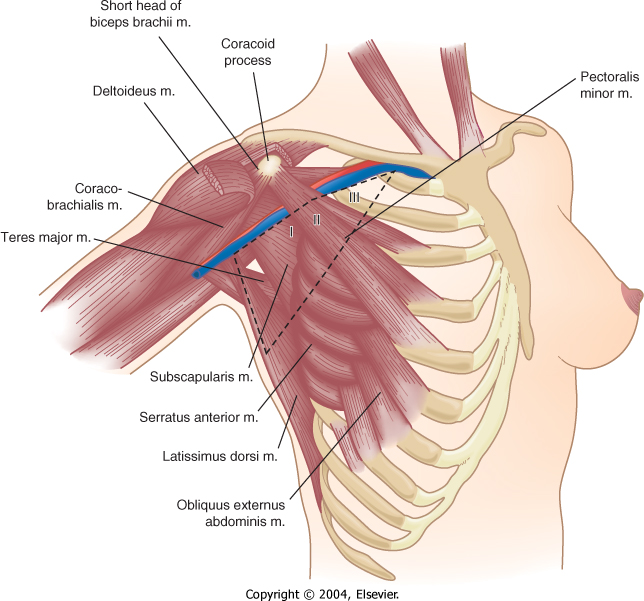 Short head of
biceps brachii m.
Coracoid
process
Pectoralis
minor m.
Deltoideus m.
Coraco-
brachialis m.
Teres major m.
I
II
III
Subscapularis m.
Serratus anterior m.
Latissimus dorsi m.
Obliquus externus
abdominis m.
Copyright © 2004, Elsevier.